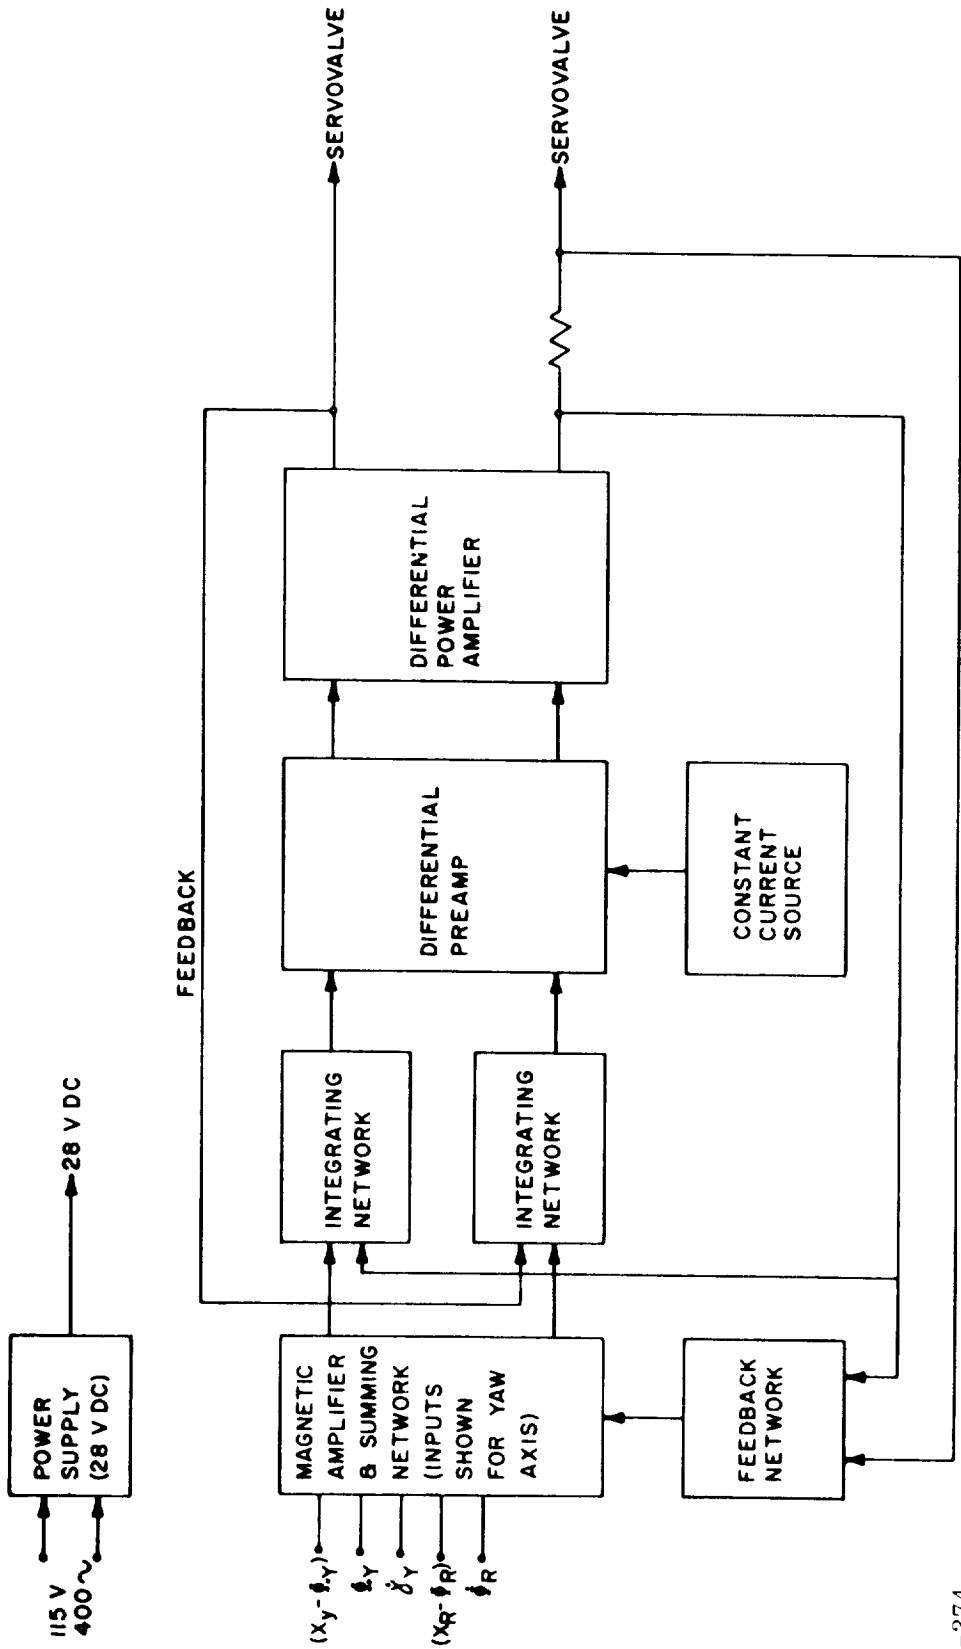 115 V
400~
POWER
SUPPLY
(28 V DC)
28 V DC
FEEDBACK
MAGNETIC
AMPLIFIER
& SUMMING
NETWORK
(INPUTS
SHOWN
FOR YAW
AXIS)
INTEGRATING
NETWORK
INTEGRATING
NETWORK
DIFFERENTIAL
PREAMP
DIFFERENTIAL
POWER
AMPLIFIER
SERVOVALVE
SERVOVALVE
CONSTANT
CURRENT
SOURCE
FEEDBACK
NETWORK